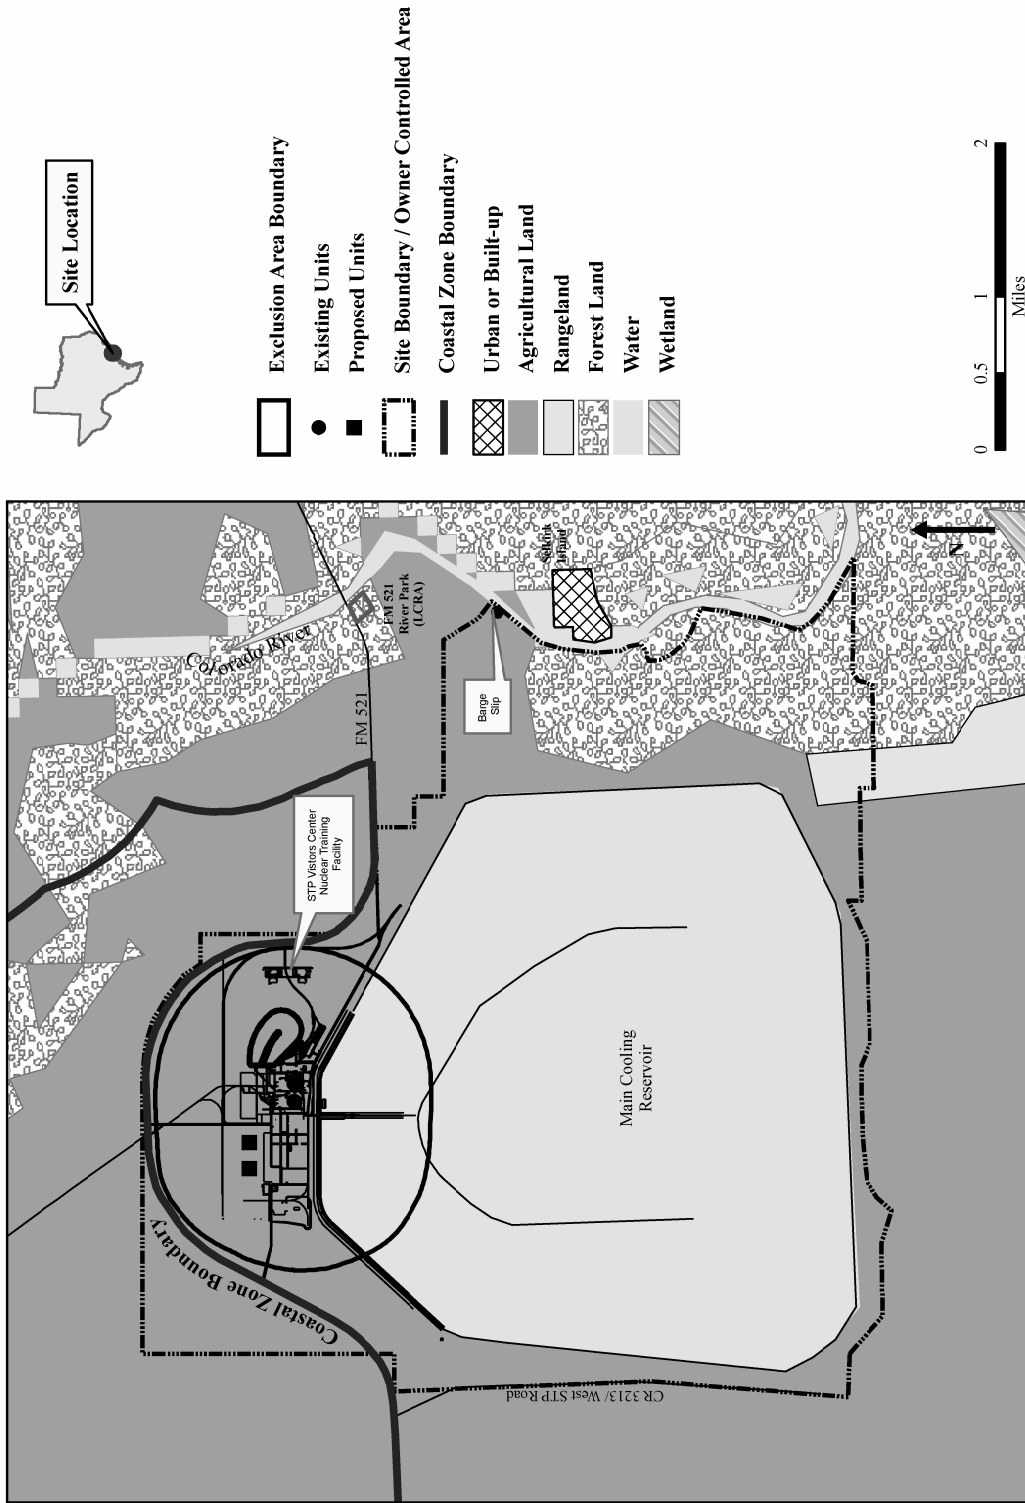 Site Location
Exclusion Area Boundary
Existing Units
Proposed Units
Site Boundary / Owner Controlled Area
Coastal Zone Boundary
Urban or Built-up
Agricultural Land
Rangeland
Forest Land
Water
Wetland
0
0.5
1
2
Miles
N
Colorado River
FM 521
River Park
(LCRA)
FM 521
Selkirk
Island
Barge
Slip
STP Vistors Center
Nuclear Training
Facility
Coastal Zone Boundary
Main Cooling
Reservoir
CR 3213/ West STP Road